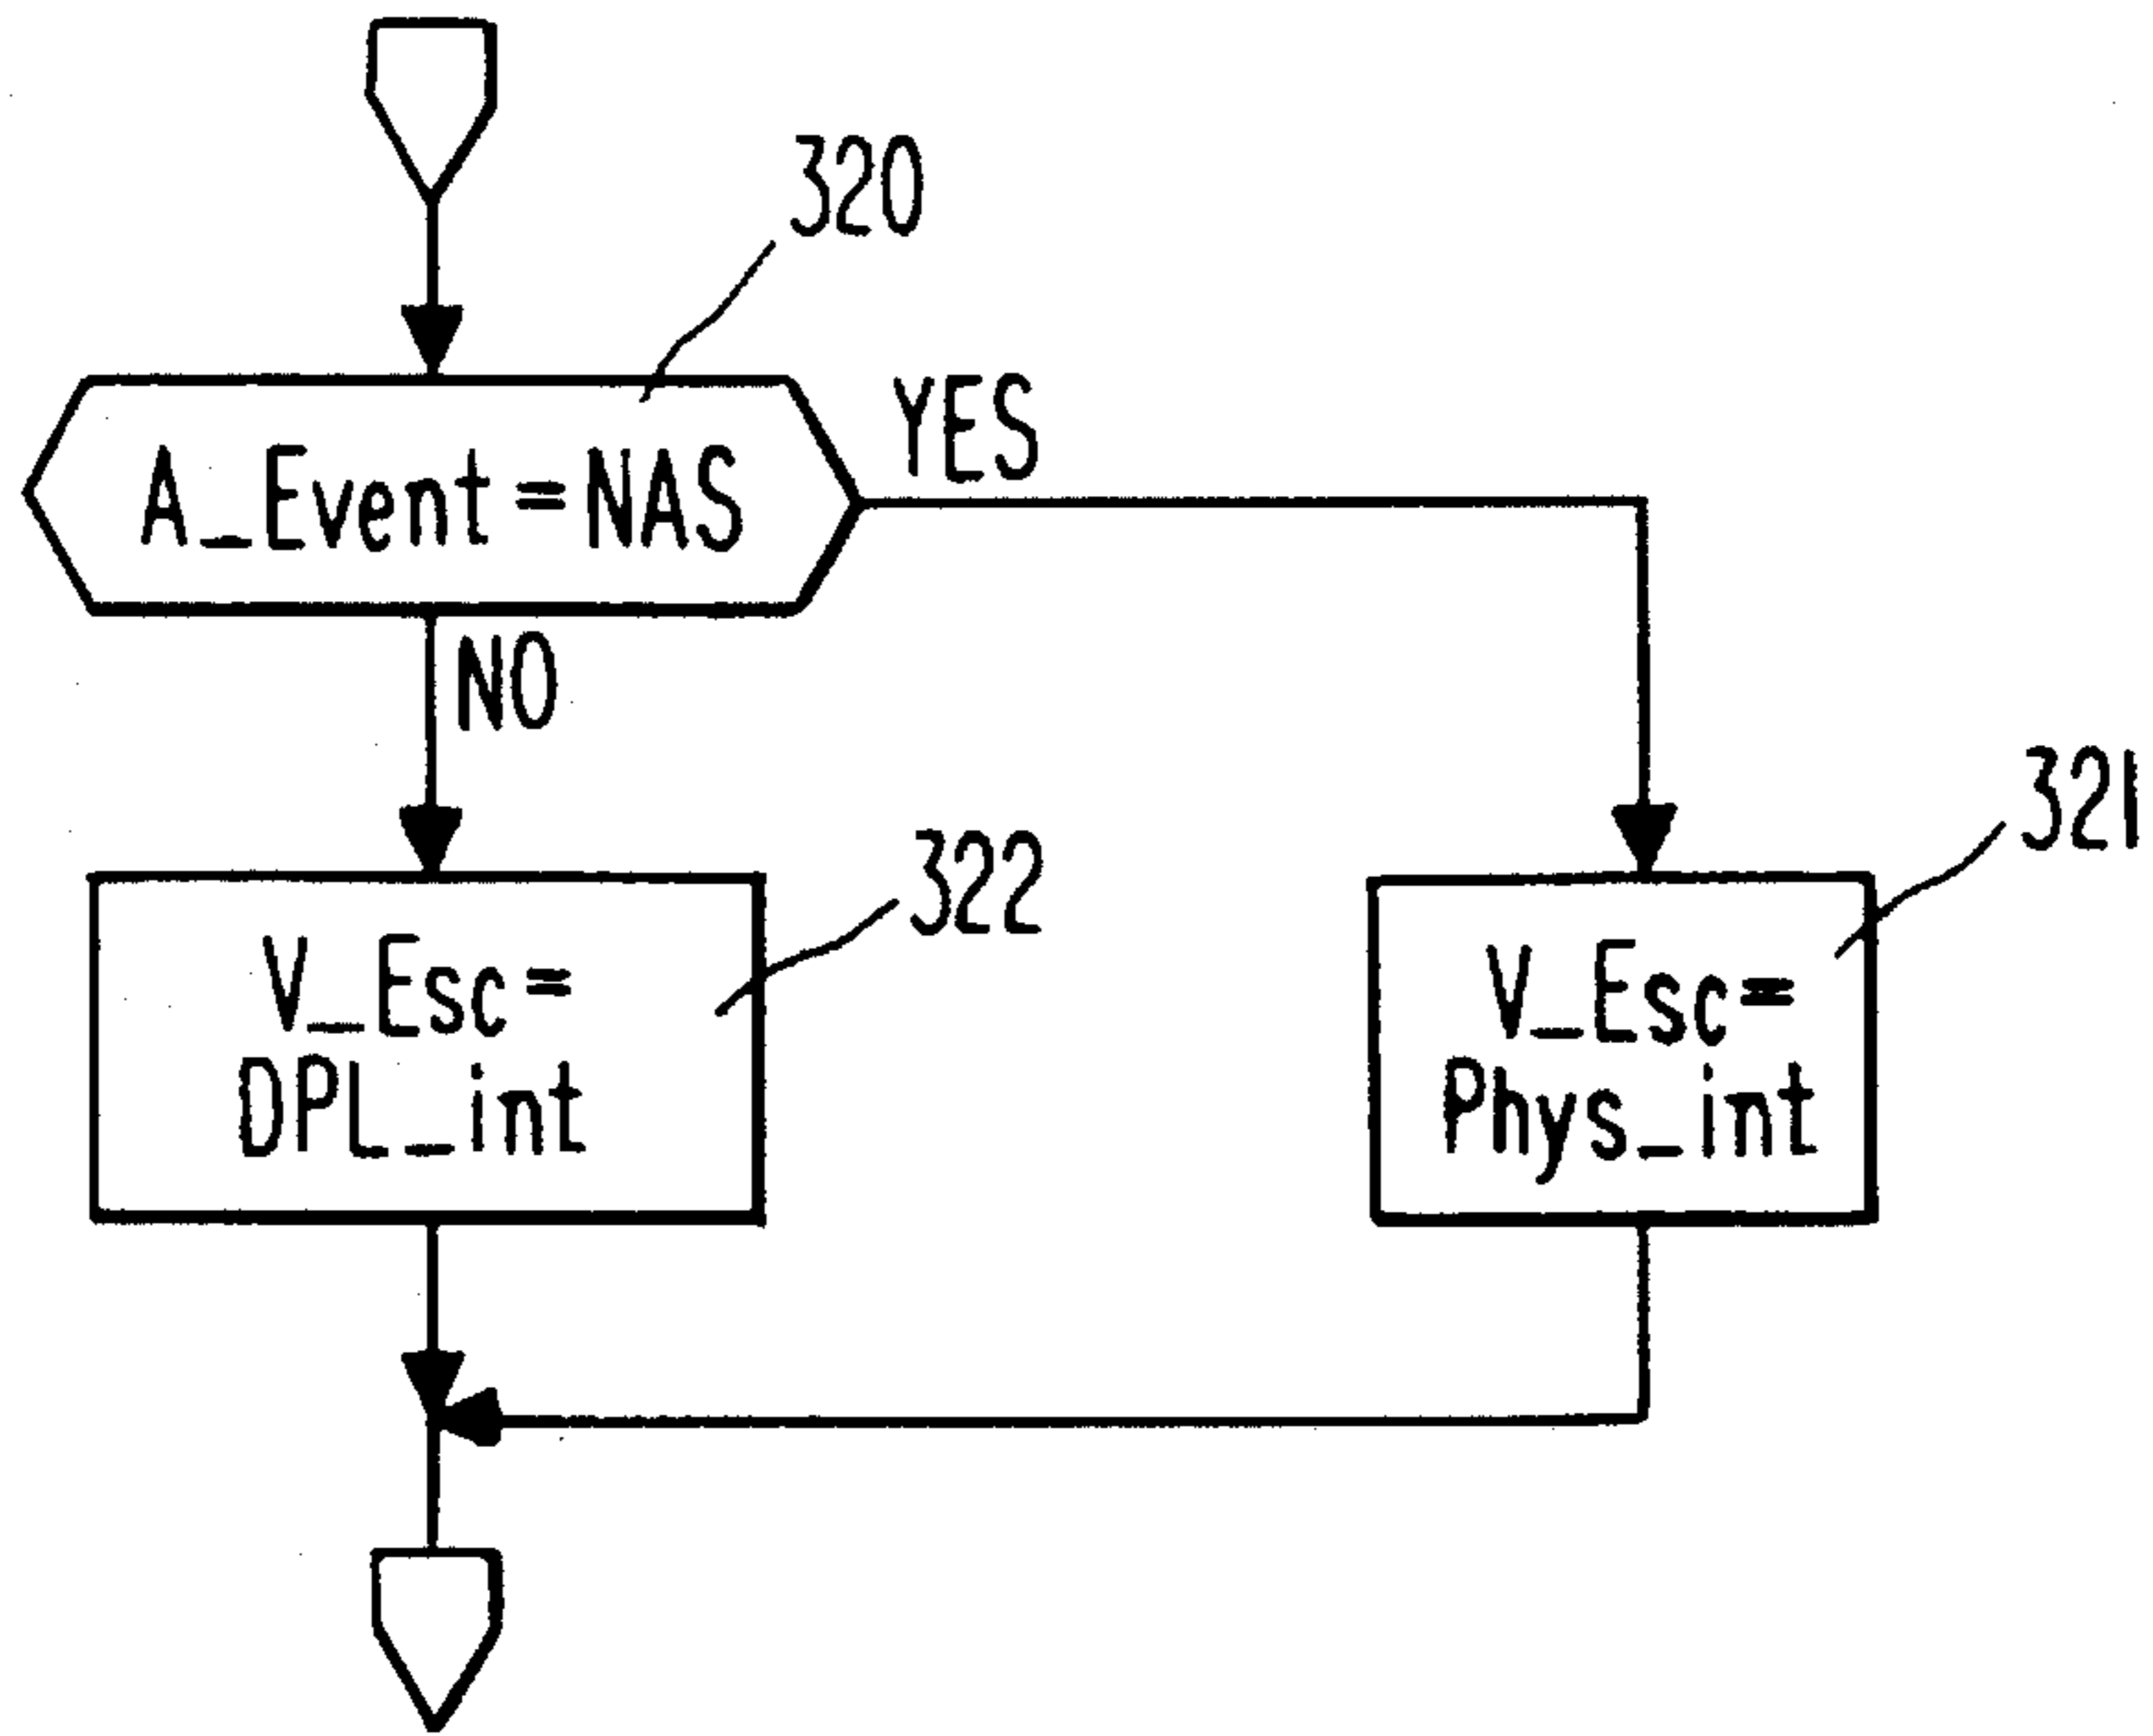 320
YES
A_Event=NAS
NO
321
322
V_Esc=
DPL_int
V_Esc=
Phys_int